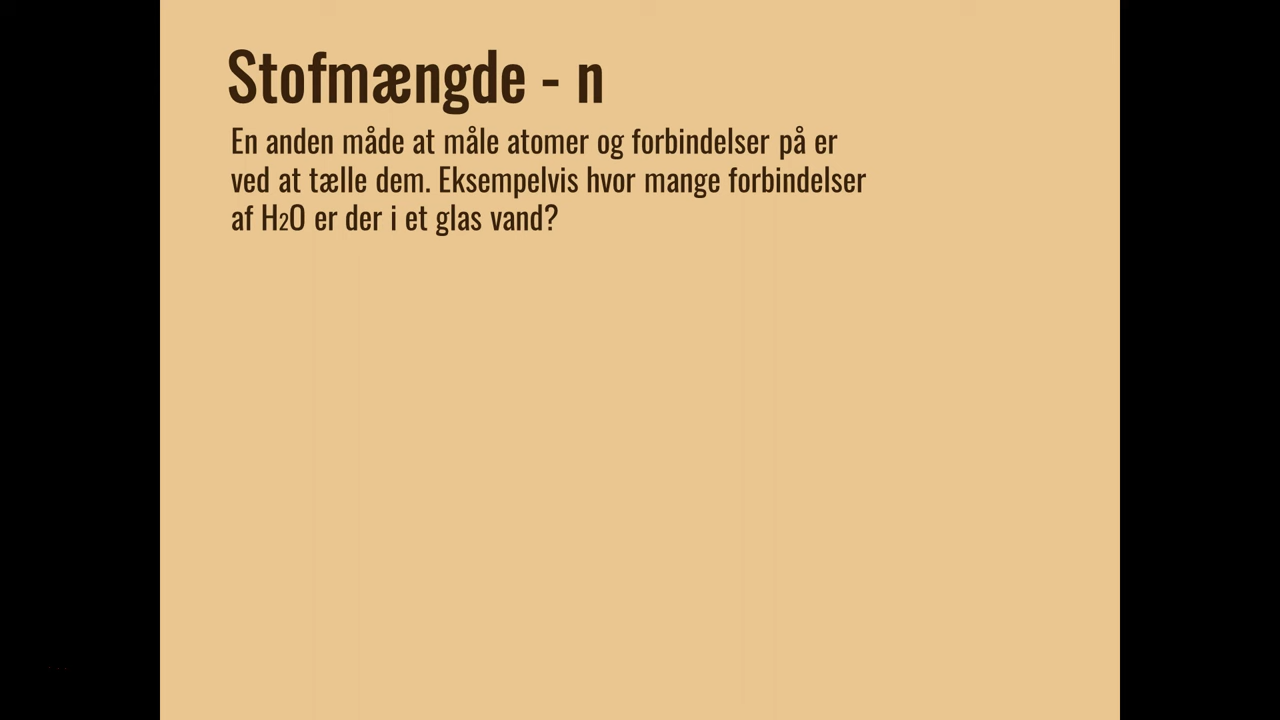 Stofmængde - n
En anden måde at måle atomer og forbindelser på er
ved at tælle dem. Eksempelvis hvor mange forbindelser
af H₂O er der i et glas vand?